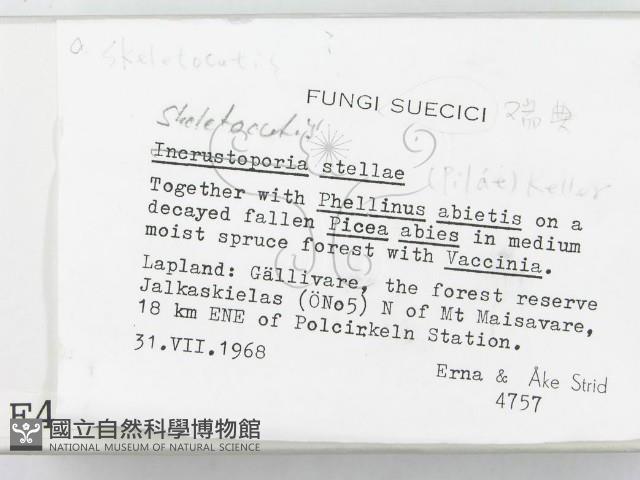 a skeletocutis ?
FUNGI SUECICI 瑞典
Skeletocutis
Incrustoporia stellae
(Pilát) Keller
Together with Phellinus abietis on a
decayed fallen Picea abies in medium
moist spruce forest with Vaccinia.
Lapland: Gällivare, the forest reserve
Jalkaskielas (ÖNo5) N of Mt Maisavare,
18 km ENE of Polcirkeln Station.
31.VII.1968
Erna & Åke Strid
4757
F4
國立自然科學博物館
NATIONAL MUSEUM OF NATURAL SCIENCE